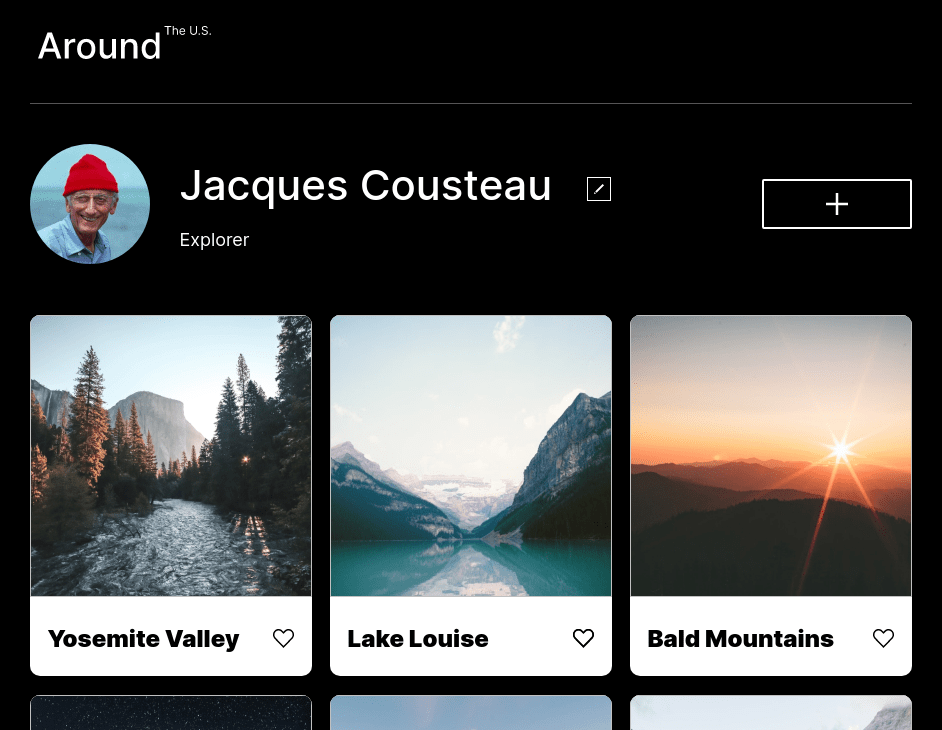 Around The U.S.
Jacques Cousteau
Explorer
Yosemite Valley
Lake Louise
Bald Mountains